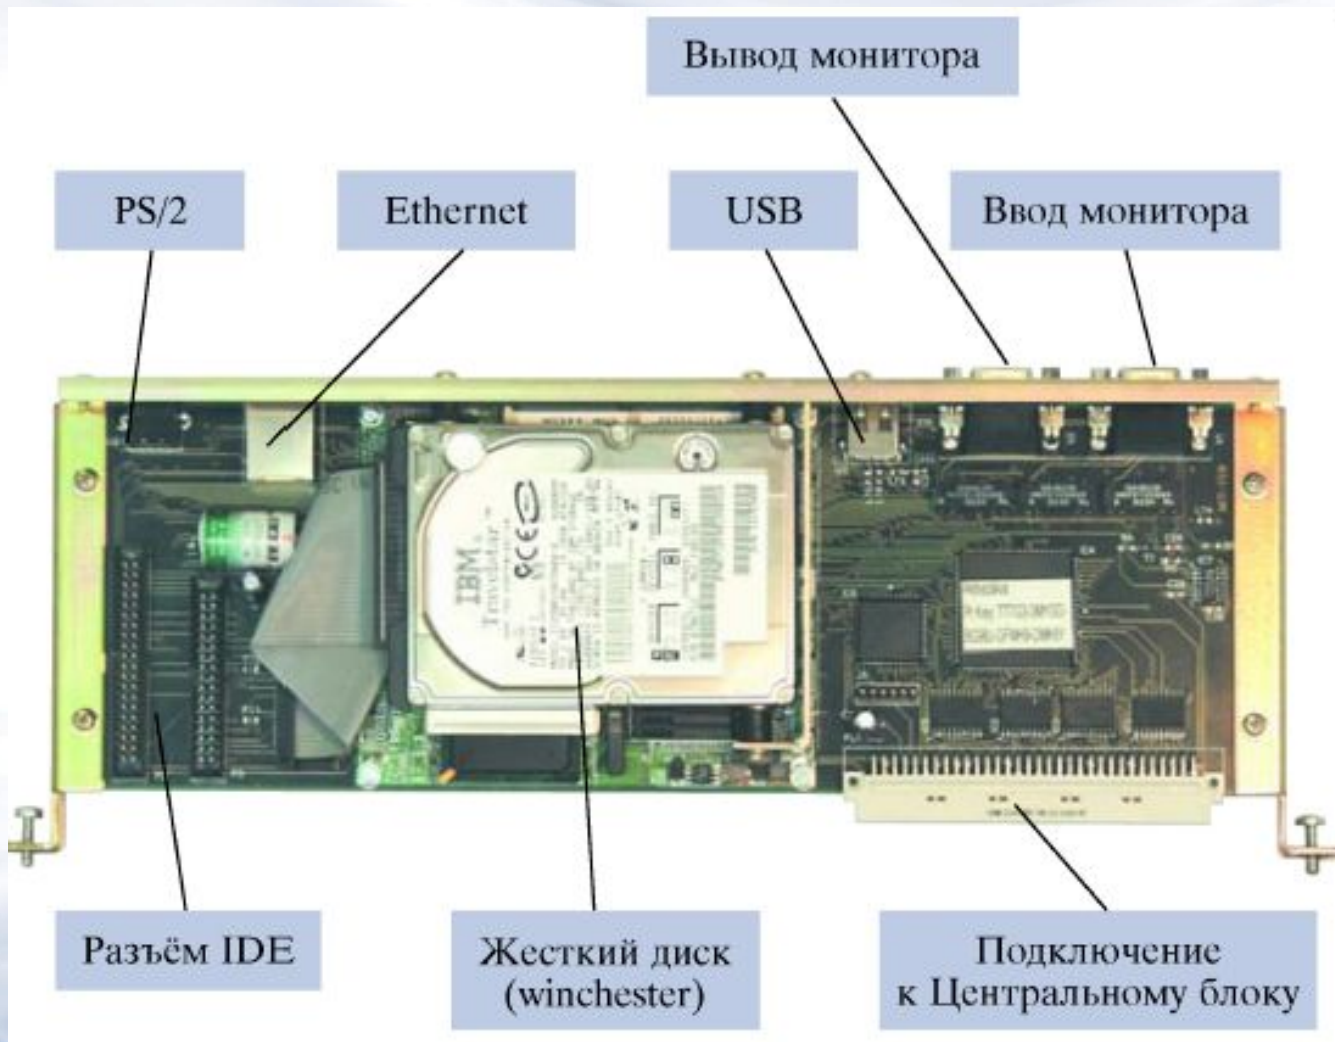 Вывод монитора
PS/2
Ethernet
USB
Ввод монитора
IBM
Travelstar
Разъём IDE
Жесткий диск
(winchester)
Подключение
к Центральному блоку